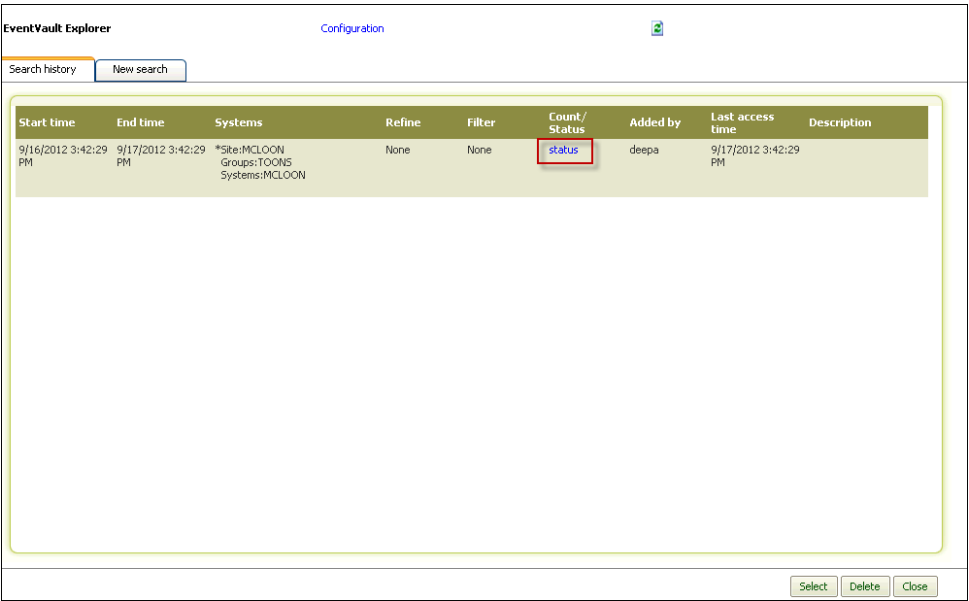 EventVault Explorer Configuration
Search history New search
Start time End time Systems Refine Filter Count/ Status Added by Last access time Description
9/16/2012 3:42:29 9/17/2012 3:42:29 *Site:MCLOON None None status deepa 9/17/2012 3:42:29
PM PM Groups:TOONS PM
Systems:MCLOON
Select Delete Close